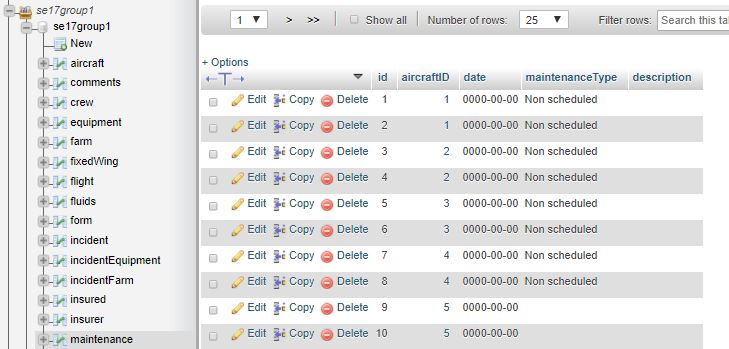 se17group1
se17group1
New
aircraft
comments
crew
equipment
farm
fixedWing
flight
fluids
form
incident
incidentEquipment
incidentFarm
insured
insurer
maintenance
1 > >> Show all Number of rows: 25 Filter rows: Search this ta
+ Options
←T→ id aircraftID date maintenanceType description
Edit Copy Delete 1 1 0000-00-00 Non scheduled
Edit Copy Delete 2 1 0000-00-00 Non scheduled
Edit Copy Delete 3 2 0000-00-00 Non scheduled
Edit Copy Delete 4 2 0000-00-00 Non scheduled
Edit Copy Delete 5 3 0000-00-00 Non scheduled
Edit Copy Delete 6 3 0000-00-00 Non scheduled
Edit Copy Delete 7 4 0000-00-00 Non scheduled
Edit Copy Delete 8 4 0000-00-00 Non scheduled
Edit Copy Delete 9 5 0000-00-00
Edit Copy Delete 10 5 0000-00-00